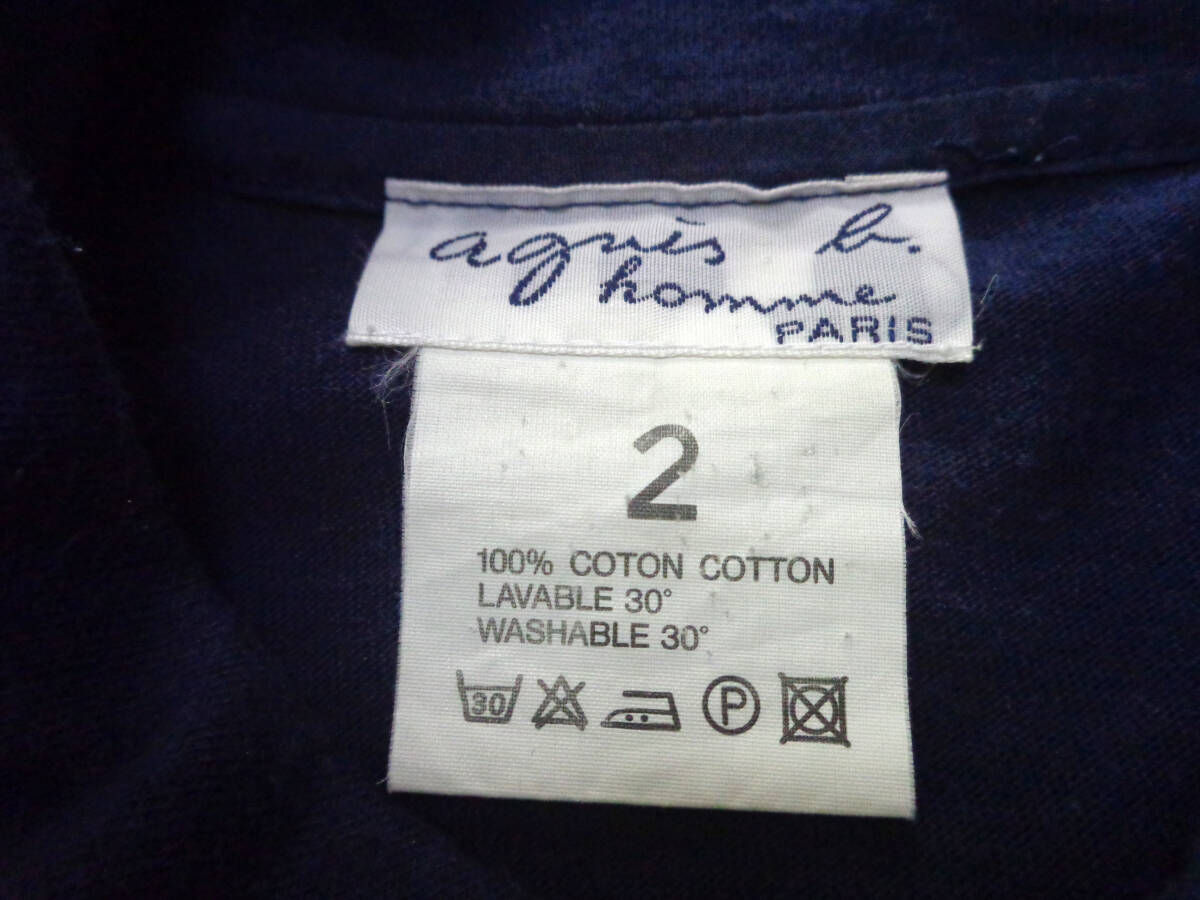 agnès b.
homme
PARIS
2
100% COTON COTTON
LAVABLE 30°
WASHABLE 30°
30 P